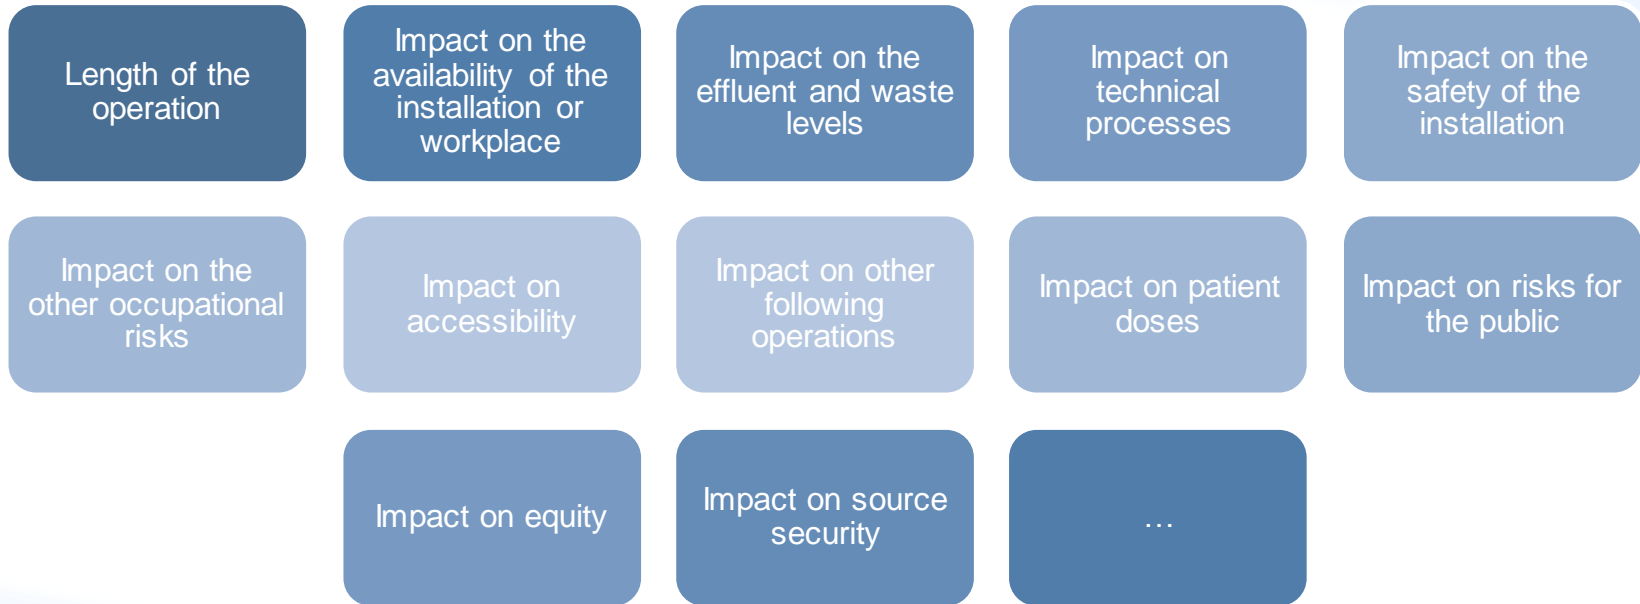 Length of the
operation
Impact on the
availability of the
installation or
workplace
Impact on the
effluent and waste
levels
Impact on
technical
processes
Impact on the
safety of the
installation
Impact on the
other occupational
risks
Impact on
accessibility
Impact on other
following
operations
Impact on patient
doses
Impact on risks for
the public
Impact on equity
Impact on source
security
…